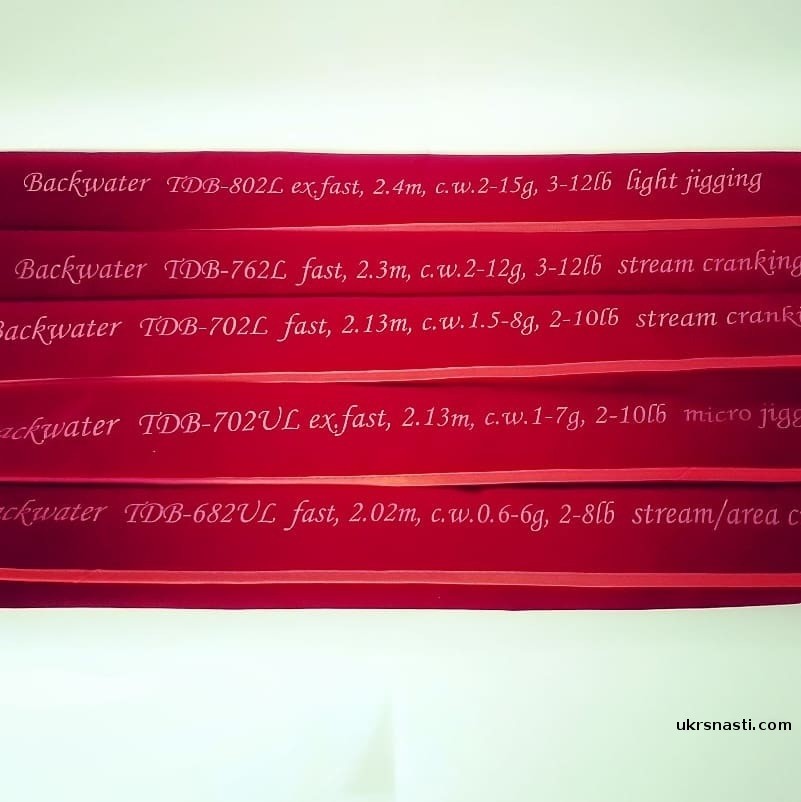 Backwater TDB-802L ex.fast, 2.4m, c.w.2-15g, 3-12lb light jigging
Backwater TDB-762L fast, 2.3m, c.w.2-12g, 3-12lb stream cranking
Backwater TDB-702L fast, 2.13m, c.w.1.5-8g, 2-10lb stream cranki
ackwater TDB-702UL ex.fast, 2.13m, c.w.1-7g, 2-10lb micro jigg
ackwater TDB-682UL fast, 2.02m, c.w.0.6-6g, 2-8lb stream/area c
ukrsnasti.com